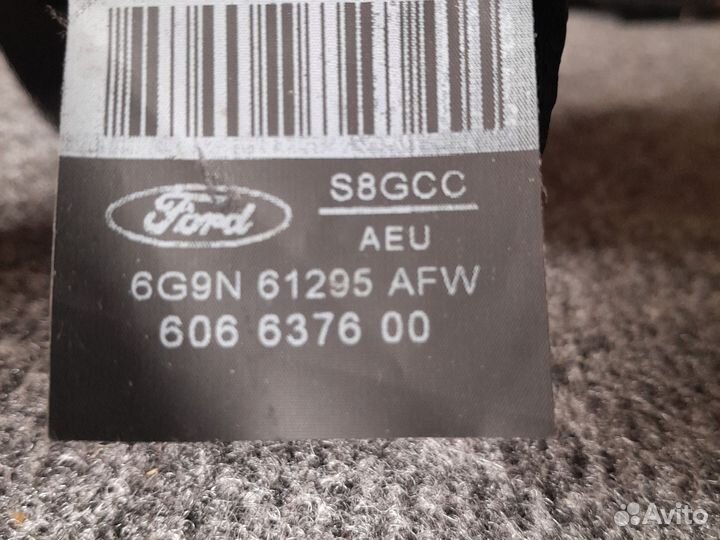 Ford
S8GCC
AEU
6G9N 61295 AFW
606 6376 00
Avito